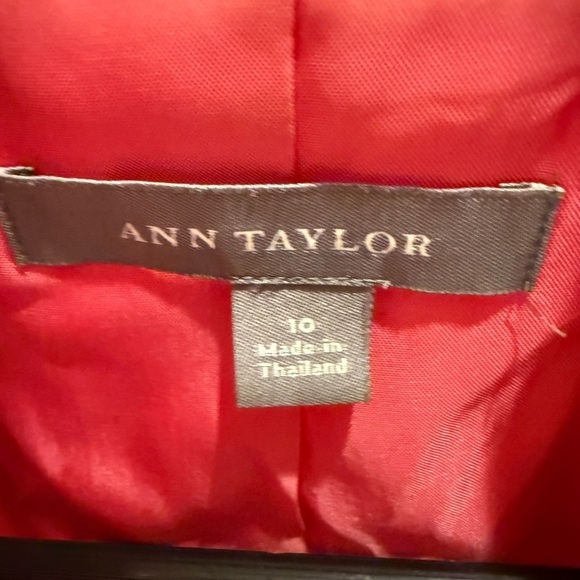 ANN TAYLOR
10
Made in
Thailand